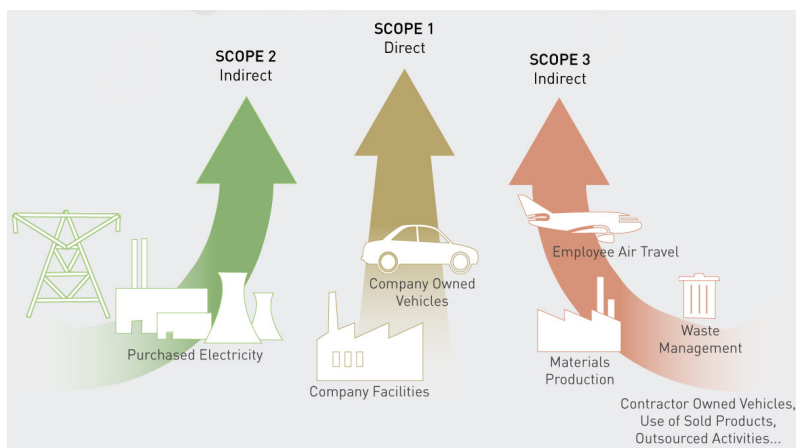 SCOPE 2
Indirect
SCOPE 1
Direct
SCOPE 3
Indirect
Purchased Electricity
Company Owned
Vehicles
Company Facilities
Employee Air Travel
Materials
Production
Waste
Management
Contractor Owned Vehicles,
Use of Sold Products,
Outsourced Activities...